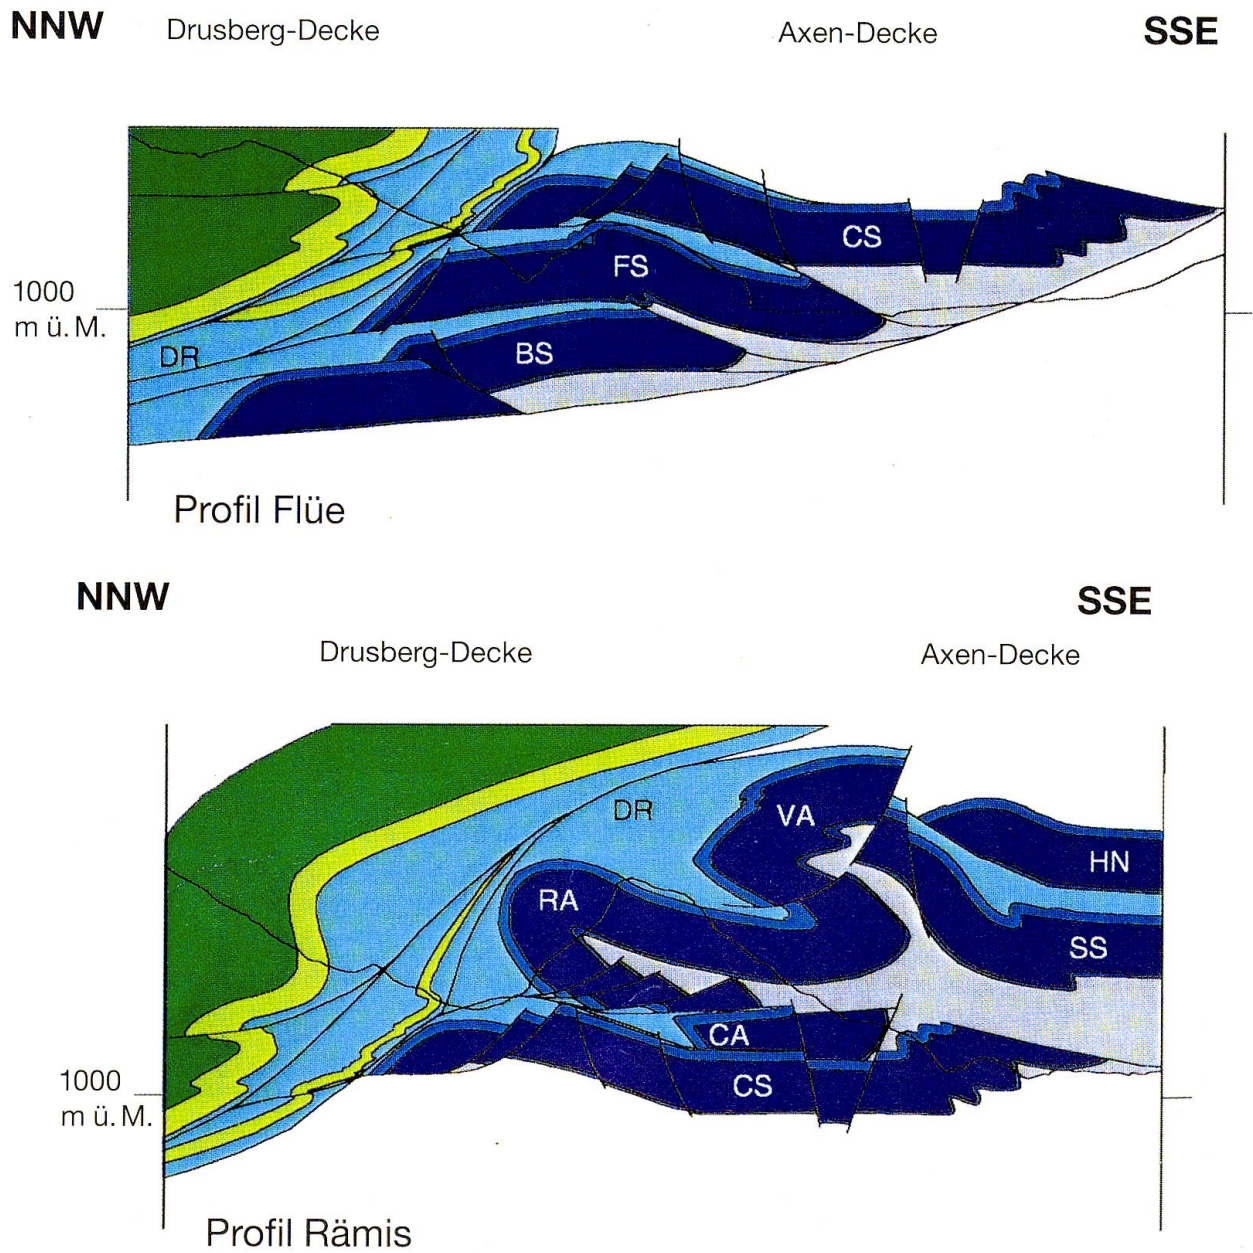 NNW Drusberg-Decke Axen-Decke SSE
CS
FS
1000
m ü.M.
DR
BS
Profil Flüe
NNW SSE
Drusberg-Decke Axen-Decke
DR
VA
HN
RA
SS
CA
1000
CS
m ü.M.
Profil Rämis